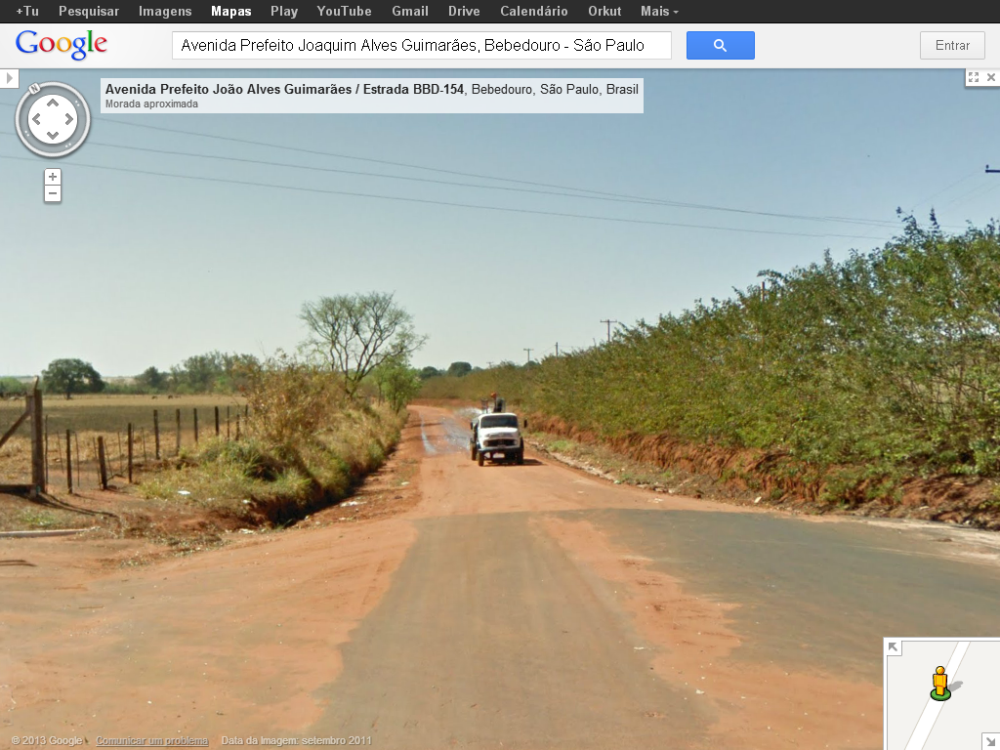 +Tu Pesquisar Imagens Mapas Play YouTube Gmail Drive Calendário Orkut Mais
Google Avenida Prefeito Joaquim Alves Guimarães, Bebedouro - São Paulo Entrar
Avenida Prefeito João Alves Guimarães / Estrada BBD-154, Bebedouro, São Paulo, Brasil
Morada aproximada
N
+
−
© 2013 Google Comunicar um problema Data da Imagem: setembro 2011